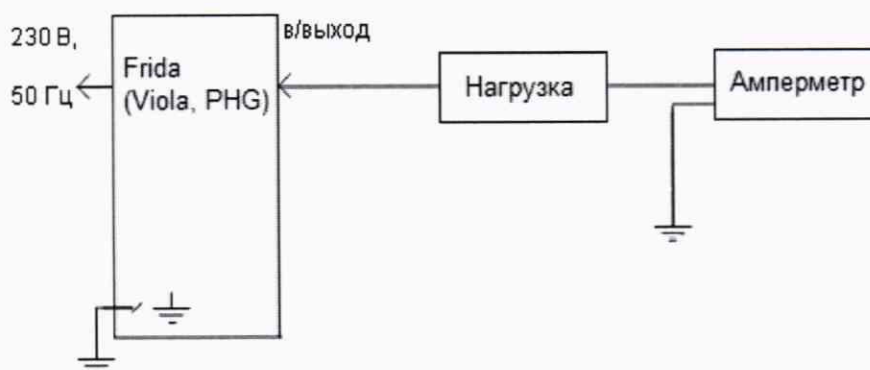 230 В,
50 Гц
Frida
(Viola, PHG)
в/выход
Нагрузка
Амперметр